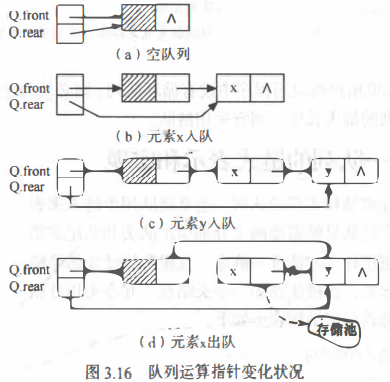 Q.front
Q.rear
∧
(a) 空队列
Q.front
Q.rear
x
∧
(b) 元素x入队
Q.front
Q.rear
x
y
∧
(c) 元素y入队
Q.front
Q.rear
x
y
∧
存储池
(d) 元素x出队
图 3.16 队列运算指针变化状况